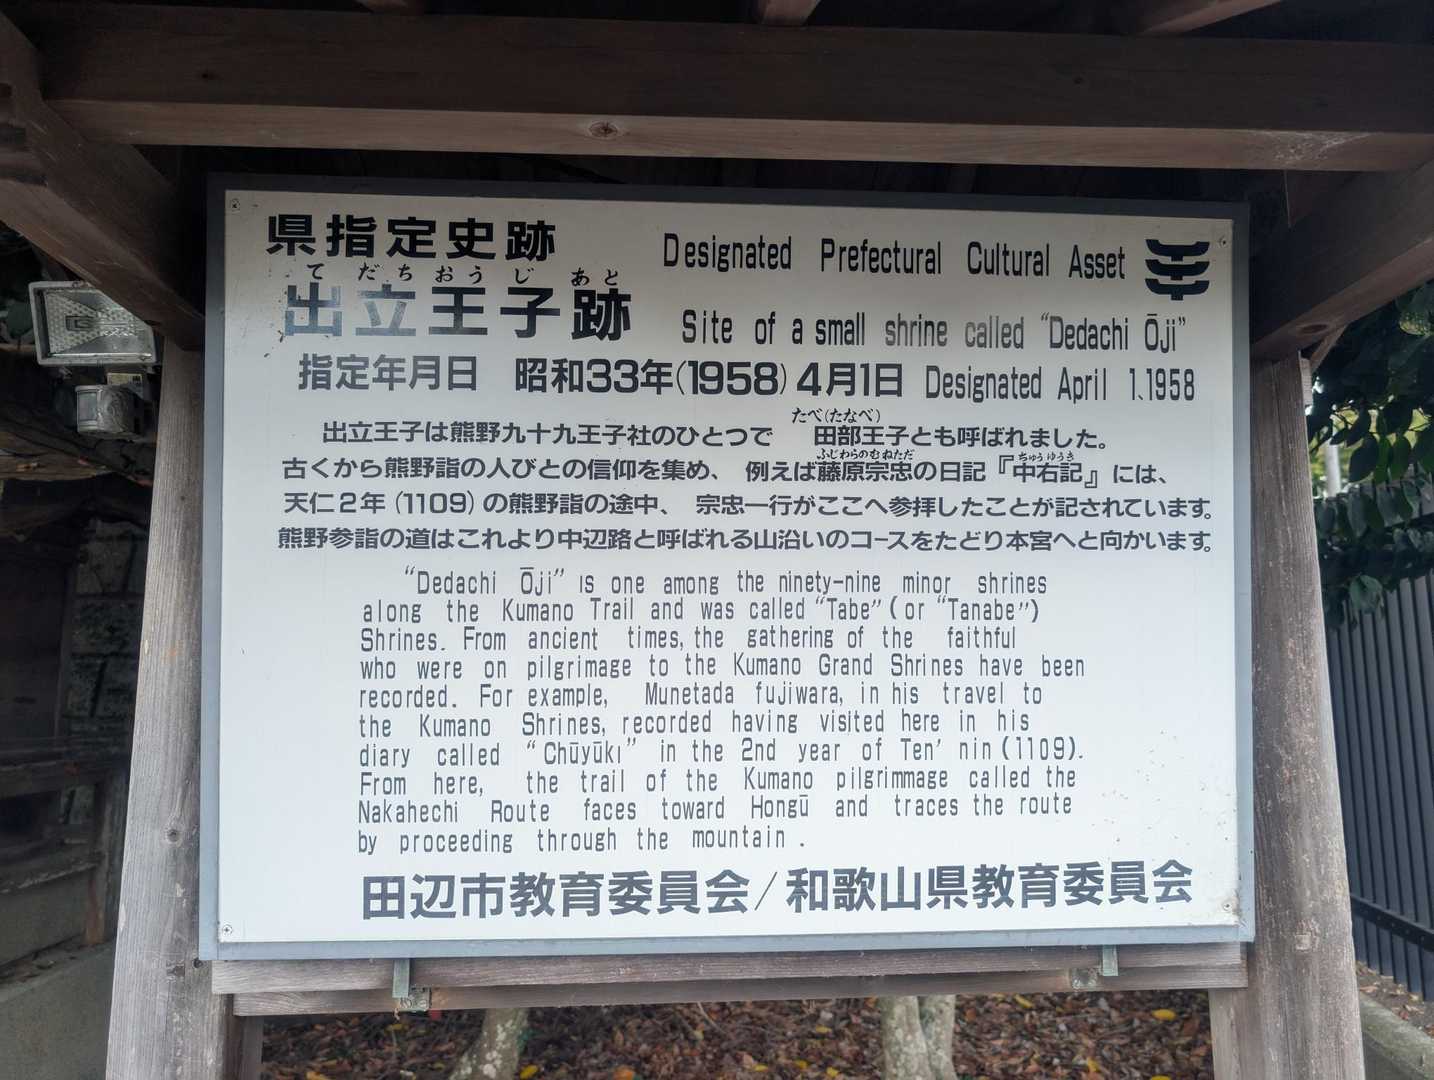 県指定史跡
Designated Prefectural Cultural Asset
てだちおうじあと
出立王子跡
Site of a small shrine called “Dedachi Ōji”
指定年月日 昭和33年(1958)4月1日 Designated April 1、1958
たべ(たなべ)
出立王子は熊野九十九王子社のひとつで 田部王子とも呼ばれました。
ふじわらのむねただ ちゅうゆうき
古くから熊野詣の人びとの信仰を集め、 例えば藤原宗忠の日記『中右記』には、
天仁2年(1109)の熊野詣の途中、 宗忠一行がここへ参拝したことが記されています。
熊野参詣の道はこれより中辺路と呼ばれる山沿いのコースをたどり本宮へと向かいます。
“Dedachi Ōji” is one among the ninety-nine minor shrines
along the Kumano Trail and was called “Tabe” (or “Tanabe”)
Shrines. From ancient times, the gathering of the faithful
who were on pilgrimage to the Kumano Grand Shrines have been
recorded. For example, Munetada fujiwara, in his travel to
the Kumano Shrines, recorded having visited here in his
diary called “Chūyūki” in the 2nd year of Ten' nin (1109).
From here, the trail of the Kumano pilgrimmage called the
Nakahechi Route faces toward Hongū and traces the route
by proceeding through the mountain.
田辺市教育委員会/和歌山県教育委員会